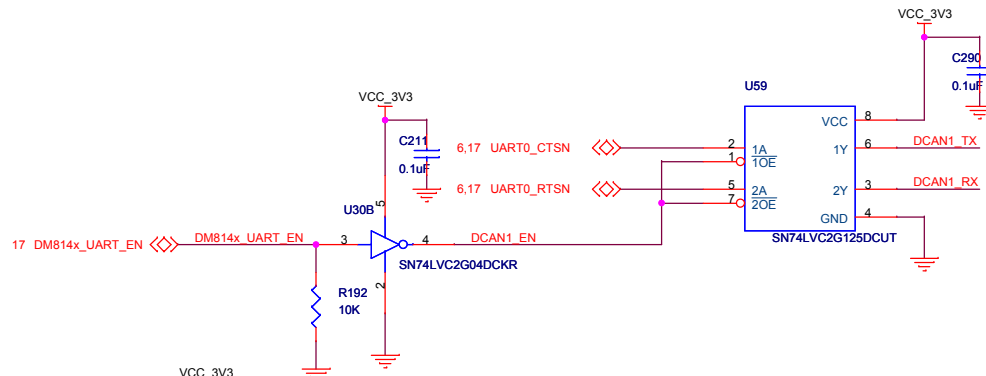 VCC_3V3
C290
0.1uF
U59
VCC_3V3
VCC 8
C211
0.1uF
6,17 UART0_CTSN
2 1A
1Y 6 DCAN1_TX
1 1OE
6,17 UART0_RTSN
5 2A
2Y 3 DCAN1_RX
7 2OE
5
U30B
GND 4
SN74LVC2G125DCUT
17 DM814x_UART_EN
DM814x_UART_EN
3
4
DCAN1_EN
SN74LVC2G04DCKR
2
R192
10K
VCC_3V3